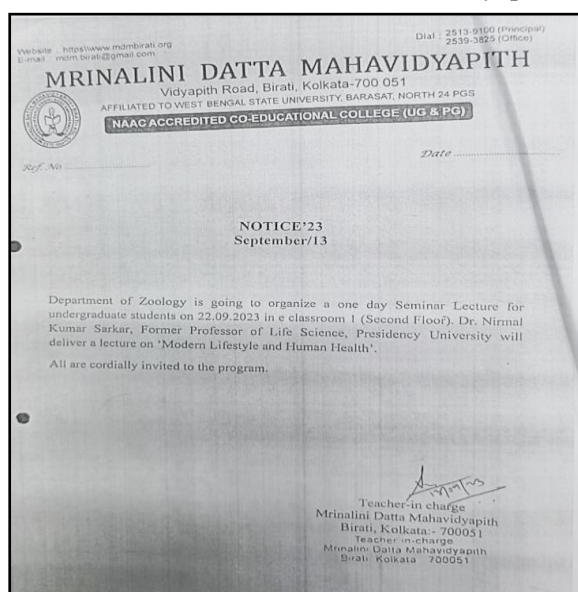 Website : https\www.mdmbirati.org
E-mail : mdm.birati@gmail.com
Dial : 2513-9100 (Principal)
2539-3825 (Office)
MRINALINI DATTA MAHAVIDYAPITH
Vidyapith Road, Birati, Kolkata-700 051
AFFILIATED TO WEST BENGAL STATE UNIVERSITY, BARASAT, NORTH 24 PGS
NAAC ACCREDITED CO-EDUCATIONAL COLLEGE (UG & PG)
Ref. No
Date
NOTICE'23
September/13
Department of Zoology is going to organize a one day Seminar Lecture for
undergraduate students on 22.09.2023 in e classroom 1 (Second Floor). Dr. Nirmal
Kumar Sarkar, Former Professor of Life Science, Presidency University will
deliver a lecture on 'Modern Lifestyle and Human Health'.
All are cordially invited to the program.
Teacher-in charge
Mrinalini Datta Mahavidyapith
Birati, Kolkata:- 700051
Teacher in-charge
Mrinalini Datta Mahavidyapith
Birati Kolkata 700051